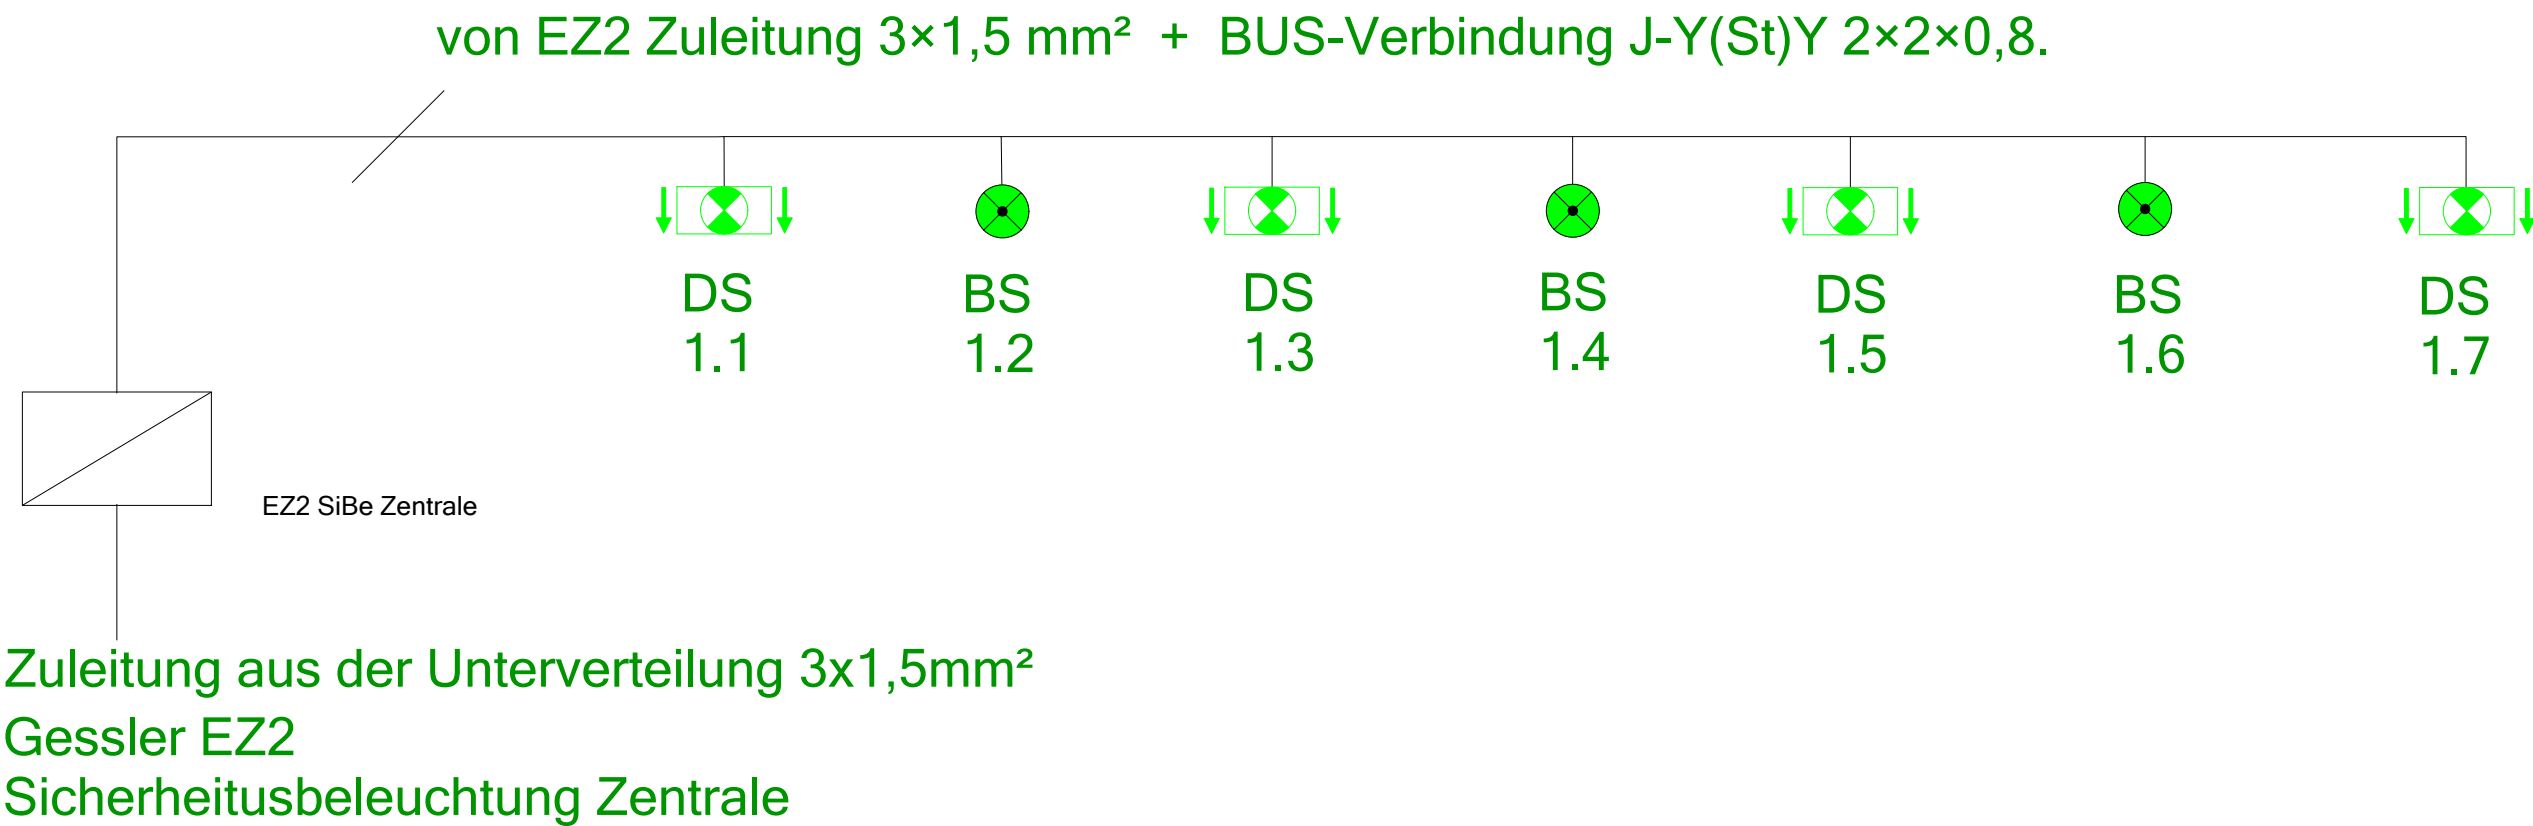 von EZ2 Zuleitung 3×1,5 mm² + BUS-Verbindung J-Y(St)Y 2×2×0,8.
DS BS DS BS DS BS DS
1.1 1.2 1.3 1.4 1.5 1.6 1.7
EZ2 SiBe Zentrale
Zuleitung aus der Unterverteilung 3x1,5mm²
Gessler EZ2
Sicherheitusbeleuchtung Zentrale